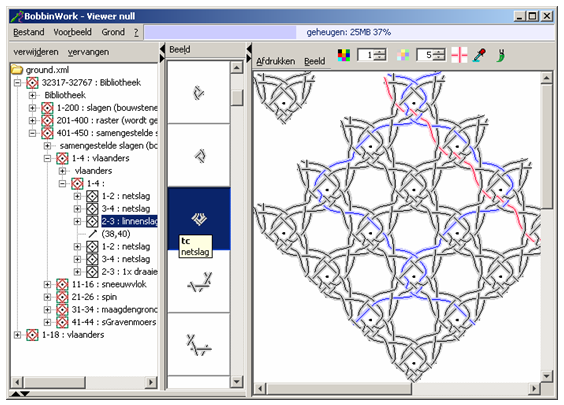 BobbinWork - Viewer null
Bestand Voorbeeld Grond ? geheugen: 25MB 37%
verwijderen vervangen
Beeld
Afdrukken Beeld 1 5
ground.xml
32317-32767 : Bibliotheek
Bibliotheek
1-200 : slagen (bouwstene
201-400 : raster (wordt ge
401-450 : samengestelde s
samengestelde slagen (bo
1-4 : vlaanders
vlaanders
1-4 :
1-2 : netslag
3-4 : netslag
2-3 : linnenslag
(38,40)
1-2 : netslag
3-4 : netslag
2-3 : 1x draaie
11-16 : sneeuwvlok
21-26 : spin
31-34 : maagdengrond
41-44 : sGravenmoers
1-18 : vlaanders
tc
netslag